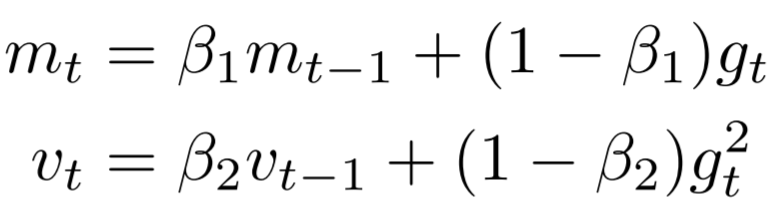 m_t = β_1 m_{t−1} + (1 − β_1)g_t
v_t = β_2 v_{t−1} + (1 − β_2)g_t^2